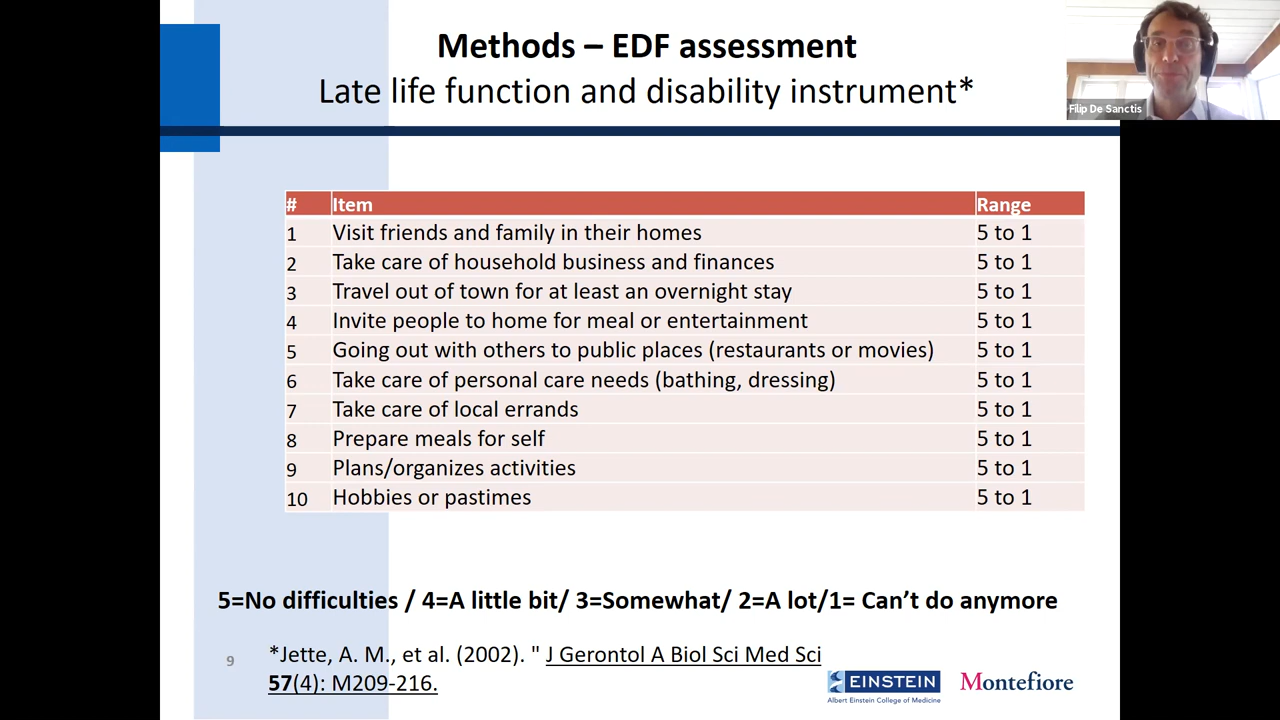 Methods – EDF assessment
Late life function and disability instrument*
Filip De Sanctis
# Item Range
1 Visit friends and family in their homes 5 to 1
2 Take care of household business and finances 5 to 1
3 Travel out of town for at least an overnight stay 5 to 1
4 Invite people to home for meal or entertainment 5 to 1
5 Going out with others to public places (restaurants or movies) 5 to 1
6 Take care of personal care needs (bathing, dressing) 5 to 1
7 Take care of local errands 5 to 1
8 Prepare meals for self 5 to 1
9 Plans/organizes activities 5 to 1
10 Hobbies or pastimes 5 to 1
5=No difficulties / 4=A little bit/ 3=Somewhat/ 2=A lot/1= Can’t do anymore
*Jette, A. M., et al. (2002). " J Gerontol A Biol Sci Med Sci
57(4): M209-216.
9
EINSTEIN
Albert Einstein College of Medicine
Montefiore